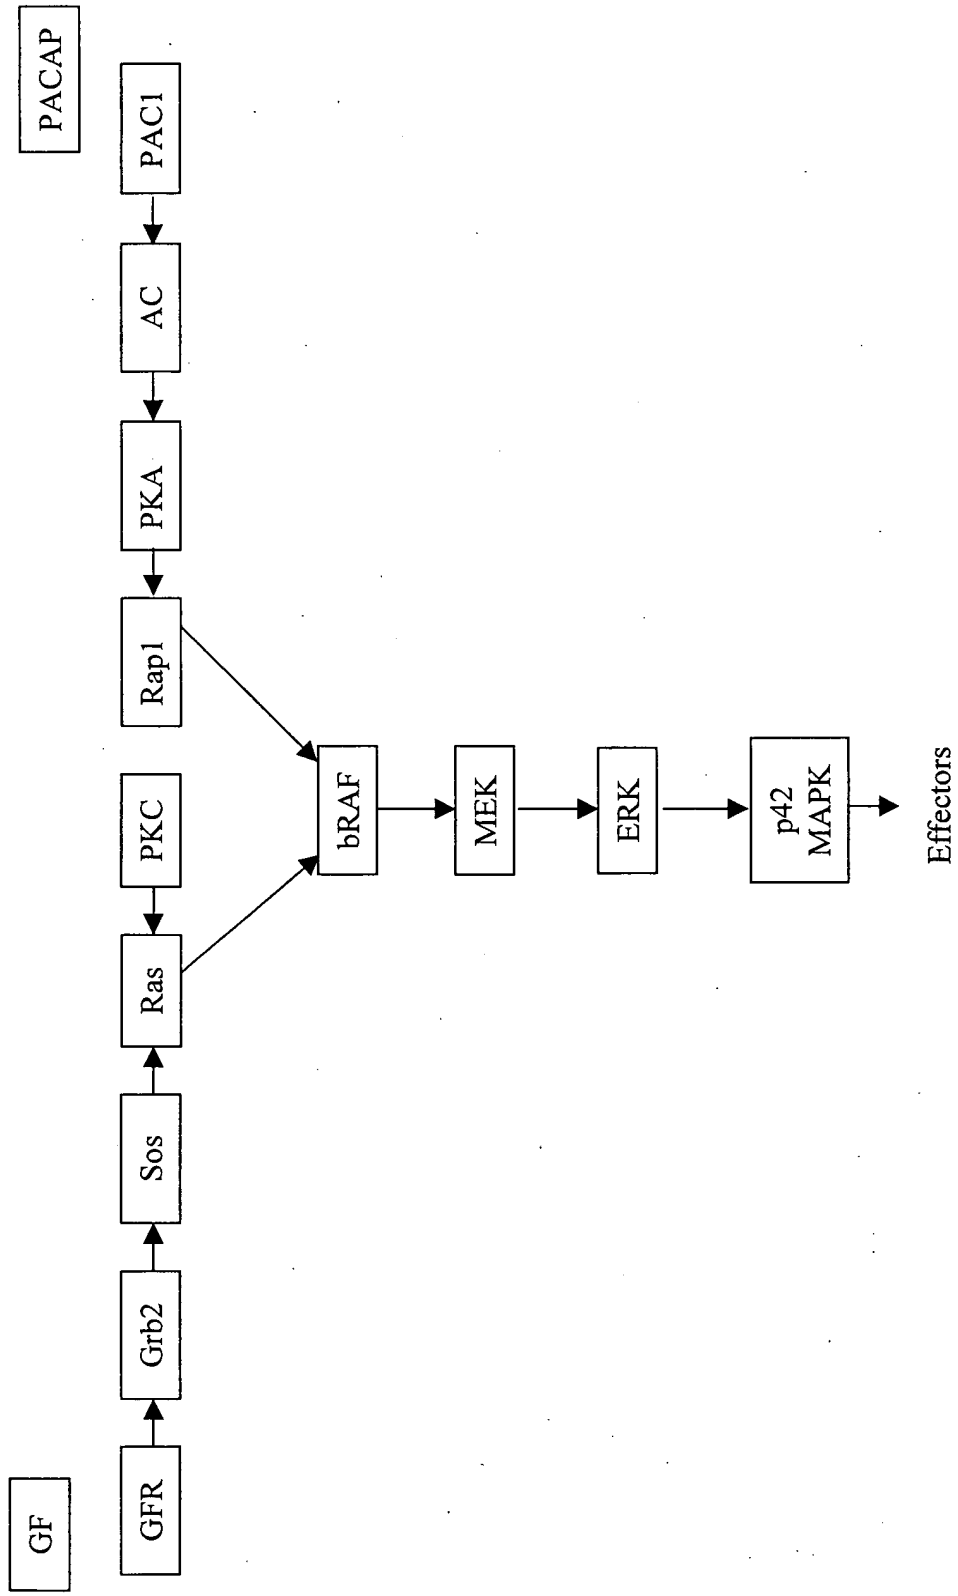 GF
PACAP
GFR
Grb2
Sos
Ras
PKC
Rap1
PKA
AC
PAC1
bRAF
MEK
ERK
p42
MAPK
Effectors